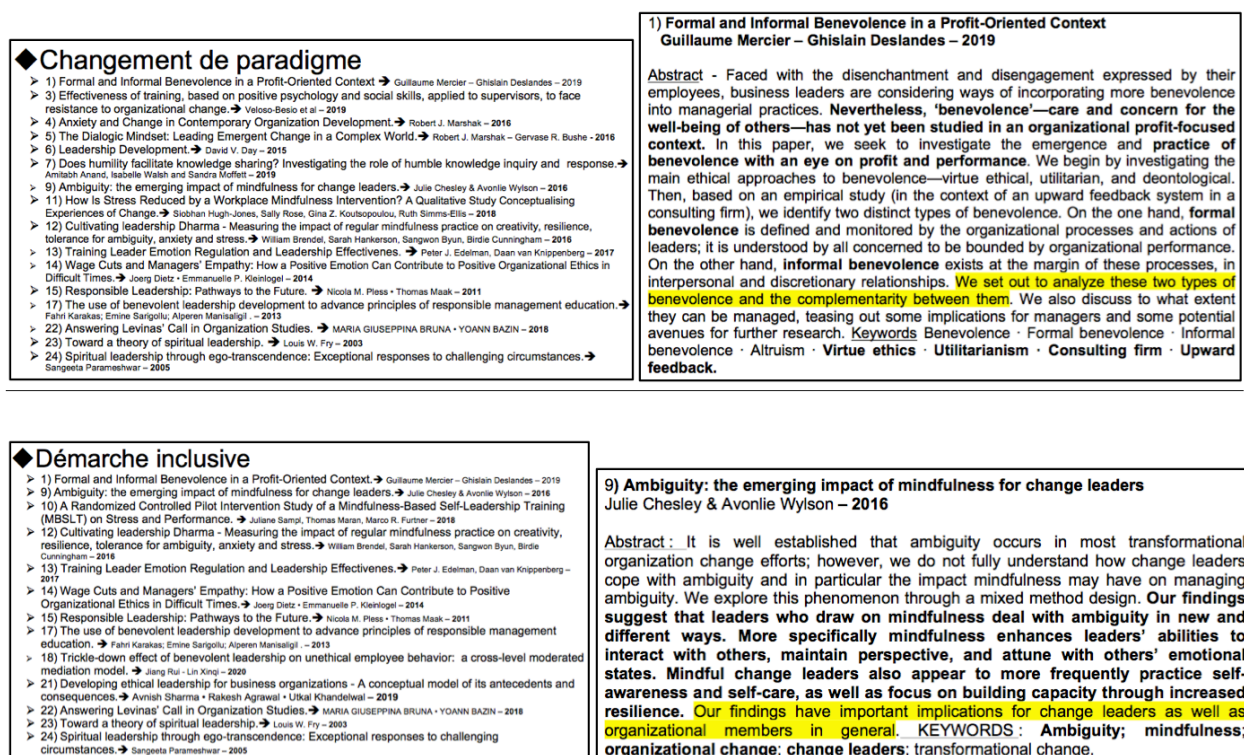 ◆Changement de paradigme
➢ 1) Formal and Informal Benevolence in a Profit-Oriented Context ➔ Guillaume Mercier – Ghislain Deslandes – 2019
➢ 3) Effectiveness of training, based on positive psychology and social skills, applied to supervisors, to face
resistance to organizational change.➔ Veloso-Besio et al – 2019
➢ 4) Anxiety and Change in Contemporary Organization Development.➔ Robert J. Marshak – 2016
➢ 5) The Dialogic Mindset: Leading Emergent Change in a Complex World.➔ Robert J. Marshak – Gervase R. Bushe - 2016
➢ 6) Leadership Development.➔ David V. Day – 2015
➢ 7) Does humility facilitate knowledge sharing? Investigating the role of humble knowledge inquiry and response.➔
Amitabh Anand, Isabelle Walsh and Sandra Moffett – 2019
➢ 9) Ambiguity: the emerging impact of mindfulness for change leaders.➔ Julie Chesley & Avonlie Wylson – 2016
➢ 11) How Is Stress Reduced by a Workplace Mindfulness Intervention? A Qualitative Study Conceptualising
Experiences of Change.➔ Siobhan Hugh-Jones, Sally Rose, Gina Z. Koutsopoulou, Ruth Simms-Ellis – 2018
➢ 12) Cultivating leadership Dharma - Measuring the impact of regular mindfulness practice on creativity, resilience,
tolerance for ambiguity, anxiety and stress.➔ William Brendel, Sarah Hankerson, Sangwon Byun, Birdie Cunningham – 2016
➢ 13) Training Leader Emotion Regulation and Leadership Effectivenes. ➔ Peter J. Edelman, Daan van Knippenberg – 2017
➢ 14) Wage Cuts and Managers' Empathy: How a Positive Emotion Can Contribute to Positive Organizational Ethics in
Difficult Times.➔ Joerg Dietz • Emmanuelle P. Kleinlogel – 2014
➢ 15) Responsible Leadership: Pathways to the Future. ➔ Nicola M. Pless • Thomas Maak – 2011
➢ 17) The use of benevolent leadership development to advance principles of responsible management education.➔
Fahri Karakas; Emine Sarigollu; Alperen Manisaligil . – 2013
➢ 22) Answering Levinas' Call in Organization Studies. ➔ MARIA GIUSEPPINA BRUNA • YOANN BAZIN – 2018
➢ 23) Toward a theory of spiritual leadership. ➔ Louis W. Fry – 2003
➢ 24) Spiritual leadership through ego-transcendence: Exceptional responses to challenging circumstances.➔
Sangeeta Parameshwar – 2005
1) Formal and Informal Benevolence in a Profit-Oriented Context
Guillaume Mercier – Ghislain Deslandes – 2019
Abstract - Faced with the disenchantment and disengagement expressed by their
employees, business leaders are considering ways of incorporating more benevolence
into managerial practices. Nevertheless, 'benevolence'—care and concern for the
well-being of others—has not yet been studied in an organizational profit-focused
context. In this paper, we seek to investigate the emergence and practice of
benevolence with an eye on profit and performance. We begin by investigating the
main ethical approaches to benevolence—virtue ethical, utilitarian, and deontological.
Then, based on an empirical study (in the context of an upward feedback system in a
consulting firm), we identify two distinct types of benevolence. On the one hand, formal
benevolence is defined and monitored by the organizational processes and actions of
leaders; it is understood by all concerned to be bounded by organizational performance.
On the other hand, informal benevolence exists at the margin of these processes, in
interpersonal and discretionary relationships. We set out to analyze these two types of
benevolence and the complementarity between them. We also discuss to what extent
they can be managed, teasing out some implications for managers and some potential
avenues for further research. Keywords Benevolence · Formal benevolence · Informal
benevolence · Altruism · Virtue ethics · Utilitarianism · Consulting firm · Upward
feedback.
◆Démarche inclusive
➢ 1) Formal and Informal Benevolence in a Profit-Oriented Context.➔ Guillaume Mercier – Ghislain Deslandes – 2019
➢ 9) Ambiguity: the emerging impact of mindfulness for change leaders.➔ Julie Chesley & Avonlie Wylson – 2016
➢ 10) A Randomized Controlled Pilot Intervention Study of a Mindfulness-Based Self-Leadership Training
(MBSLT) on Stress and Performance. ➔ Juliane Sampl, Thomas Maran, Marco R. Furtner – 2018
➢ 12) Cultivating leadership Dharma - Measuring the impact of regular mindfulness practice on creativity,
resilience, tolerance for ambiguity, anxiety and stress.➔ William Brendel, Sarah Hankerson, Sangwon Byun, Birdie
Cunningham – 2016
➢ 13) Training Leader Emotion Regulation and Leadership Effectivenes.➔ Peter J. Edelman, Daan van Knippenberg –
2017
➢ 14) Wage Cuts and Managers' Empathy: How a Positive Emotion Can Contribute to Positive
Organizational Ethics in Difficult Times.➔ Joerg Dietz • Emmanuelle P. Kleinlogel – 2014
➢ 15) Responsible Leadership: Pathways to the Future.➔ Nicola M. Pless • Thomas Maak – 2011
➢ 17) The use of benevolent leadership development to advance principles of responsible management
education.➔ Fahri Karakas; Emine Sarigollu; Alperen Manisaligil . – 2013
➢ 18) Trickle-down effect of benevolent leadership on unethical employee behavior: a cross-level moderated
mediation model. ➔ Jiang Rui - Lin Xinqi – 2020
➢ 21) Developing ethical leadership for business organizations - A conceptual model of its antecedents and
consequences.➔ Avnish Sharma • Rakesh Agrawal • Utkal Khandelwal – 2019
➢ 22) Answering Levinas' Call in Organization Studies.➔ MARIA GIUSEPPINA BRUNA • YOANN BAZIN – 2018
➢ 23) Toward a theory of spiritual leadership.➔ Louis W. Fry – 2003
➢ 24) Spiritual leadership through ego-transcendence: Exceptional responses to challenging
circumstances.➔ Sangeeta Parameshwar – 2005
9) Ambiguity: the emerging impact of mindfulness for change leaders
Julie Chesley & Avonlie Wylson – 2016
Abstract : It is well established that ambiguity occurs in most transformational
organization change efforts; however, we do not fully understand how change leaders
cope with ambiguity and in particular the impact mindfulness may have on managing
ambiguity. We explore this phenomenon through a mixed method design. Our findings
suggest that leaders who draw on mindfulness deal with ambiguity in new and
different ways. More specifically mindfulness enhances leaders' abilities to
interact with others, maintain perspective, and attune with others' emotional
states. Mindful change leaders also appear to more frequently practice self-
awareness and self-care, as well as focus on building capacity through increased
resilience. Our findings have important implications for change leaders as well as
organizational members in general. KEYWORDS : Ambiguity; mindfulness;
organizational change; change leaders; transformational change.